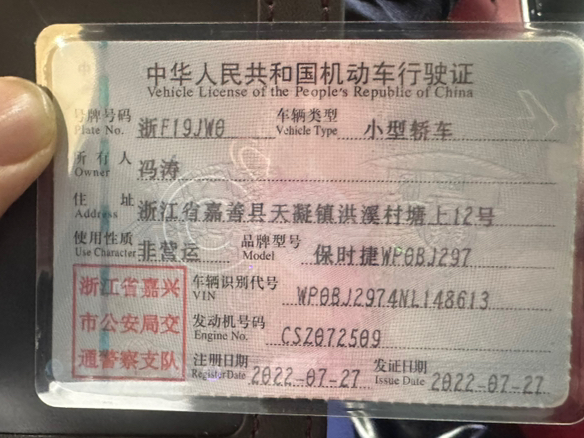 中华人民共和国机动车行驶证
Vehicle License of the People's Republic of China
号牌号码 Plate No. 浙F19JW0 车辆类型 Vehicle Type 小型轿车
所有人 Owner 冯涛
住址 Address 浙江省嘉善县天凝镇洪溪村塘上12号
使用性质 Use Character 非营运 品牌型号 Model 保时捷WP0BJ297
浙江省嘉兴市公安局交通警察支队
车辆识别代号 VIN WP0BJ2974NL148613
发动机号码 Engine No. CSZ072509
注册日期 Register Date 2022-07-27 发证日期 Issue Date 2022-07-27